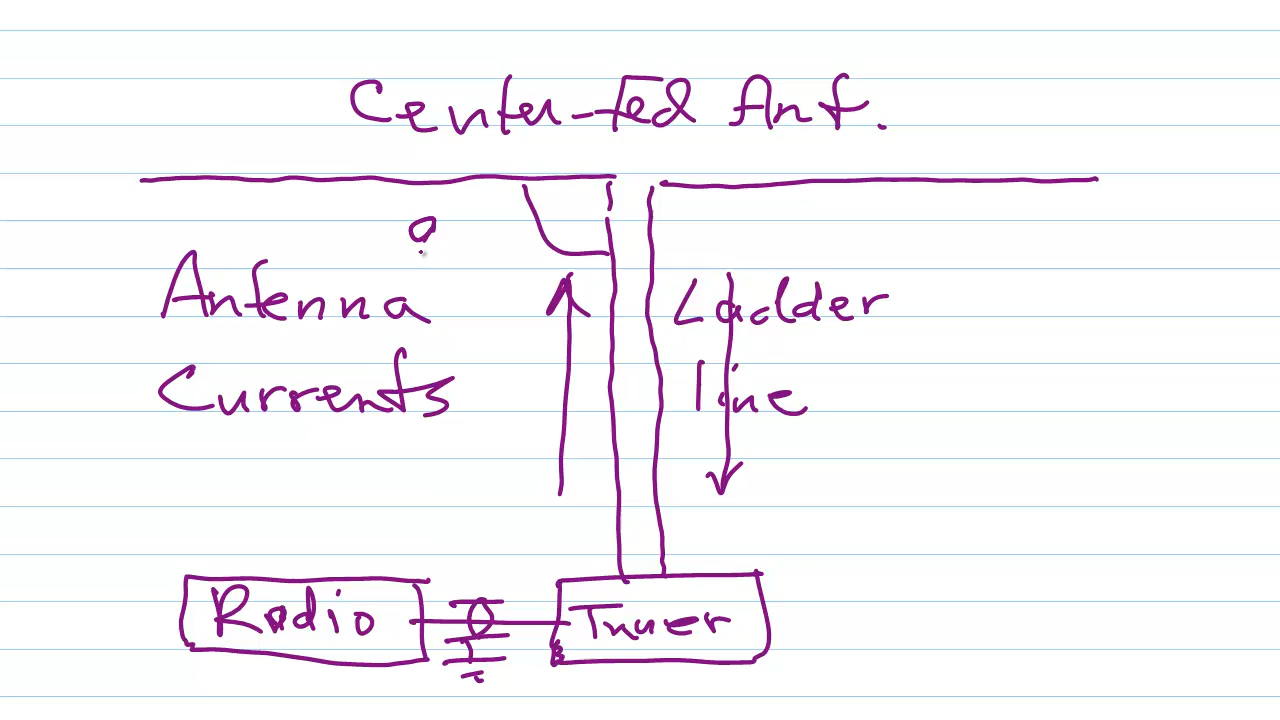 Center-fed Ant.
Antenna
Currents
Ladder
line
Radio
Tuner